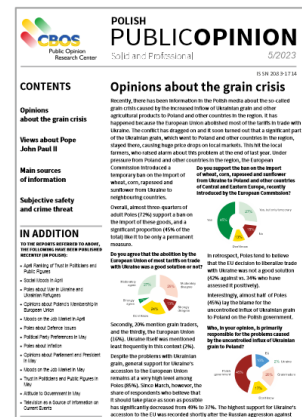 CBOS
Public Opinion
Research Center
POLISH
PUBLIC OPINION
Solid and Professional
5/2023
CONTENTS
Opinions
about the grain crisis
Views about Pope
John Paul II
Main sources
of information
Subjective safety
and crime threat
IN ADDITION
TO THE REPORTS REFERRED TO ABOVE,
THE FOLLOWING HAVE BEEN PUBLISHED
RECENTLY (IN POLISH):
April Ranking of Trust in Politicians and
Public Figures
Social Moods in April
Poles about War in Ukraine and
Ukrainian Refugees
Opinions about Poland's Membership in
European Union
Moods on the Job Market in April
Poles about Defence Issues
Political Party Preferences in May
Poles about Inflation
Opinions about Parliament and President
in May
Moods on the Job Market in May
Trust in Politicians and Public Figures in
May
Attitude to Government in May
Television as a Source of Information on
Current Events
ISSN 2083-1714
Opinions about the grain crisis
Recently, there has been information in the Polish media about the so-called
grain crisis caused by the increased inflow of Ukrainian grain and other
agricultural products to Poland and other countries in the region. It has
happened because the European Union abolished most of the tariffs in trade with
Ukraine. The conflict has dragged on and it soon turned out that a significant part
of the Ukrainian grain, which went to Poland and other countries in the region,
stayed there, causing huge price drops on local markets. This hit the local
farmers, who raised alarm about this problem at the end of last year. Under
pressure from Poland and other countries in the region, the European
Commission introduced a
temporary ban on the import of
wheat, corn, rapeseed and
sunflower from Ukraine to
neighbouring countries.
Overall, almost three-quarters of
adult Poles (72%) support a ban on
the import of these goods, and a
significant proportion (45% of the
total) like it to be only a permanent
measure.
Do you support the ban on the import
of wheat, corn, rapeseed and sunflower
from Ukraine to Poland and other countries
of Central and Eastern Europe, recently
introduced by the European Commission?
Do you agree that the abolition by the
European Union of most tariffs on trade
with Ukraine was a good solution or not?
In retrospect, Poles tend to believe
that the EU decision to liberalize trade
with Ukraine was not a good solution
(42% against vs. 34% who have
assessed it positively).
Interestingly, almost half of Poles
(45%) lay the blame for the
uncontrolled influx of Ukrainian grain
to Poland on the Polish government.
Who, in your opinion, is primarily
responsible for the problems caused
by the uncontrolled influx of Ukrainian
grain to Poland?
Secondly, 20% mention grain traders,
and the thirdly, the European Union
(16%). Ukraine itself was mentioned
least frequently in this context (2%).
Despite the problems with Ukrainian
grain, general support for Ukraine's
accession to the European Union
remains at a very high level among
Poles (85%). Since March, however, the
share of respondents who believe that
it should take place as soon as possible
has significantly decreased from 49% to 37%. The highest support for Ukraine's
accession to the EU was recorded shortly after the Russian aggression against